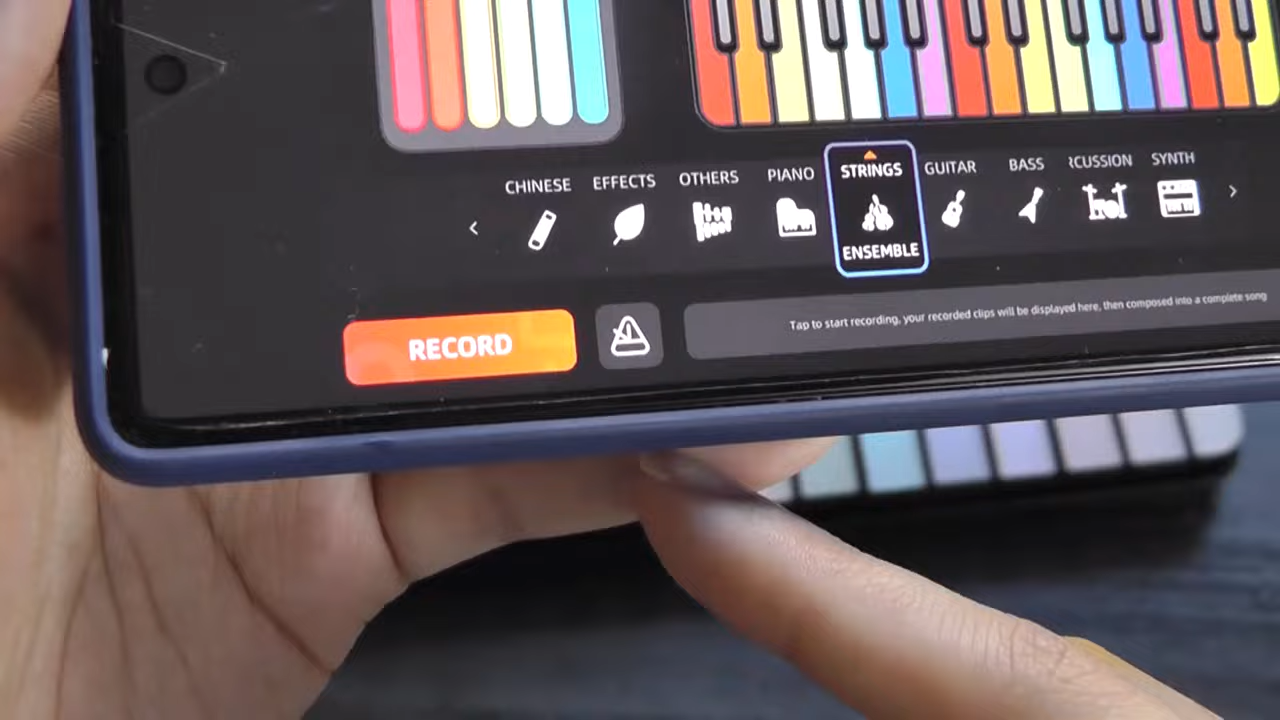 CHINESE EFFECTS OTHERS PIANO STRINGS GUITAR BASS RCUSSION SYNTH
ENSEMBLE
RECORD
Tap to start recording, your recorded clips will be displayed here, then composed into a complete song